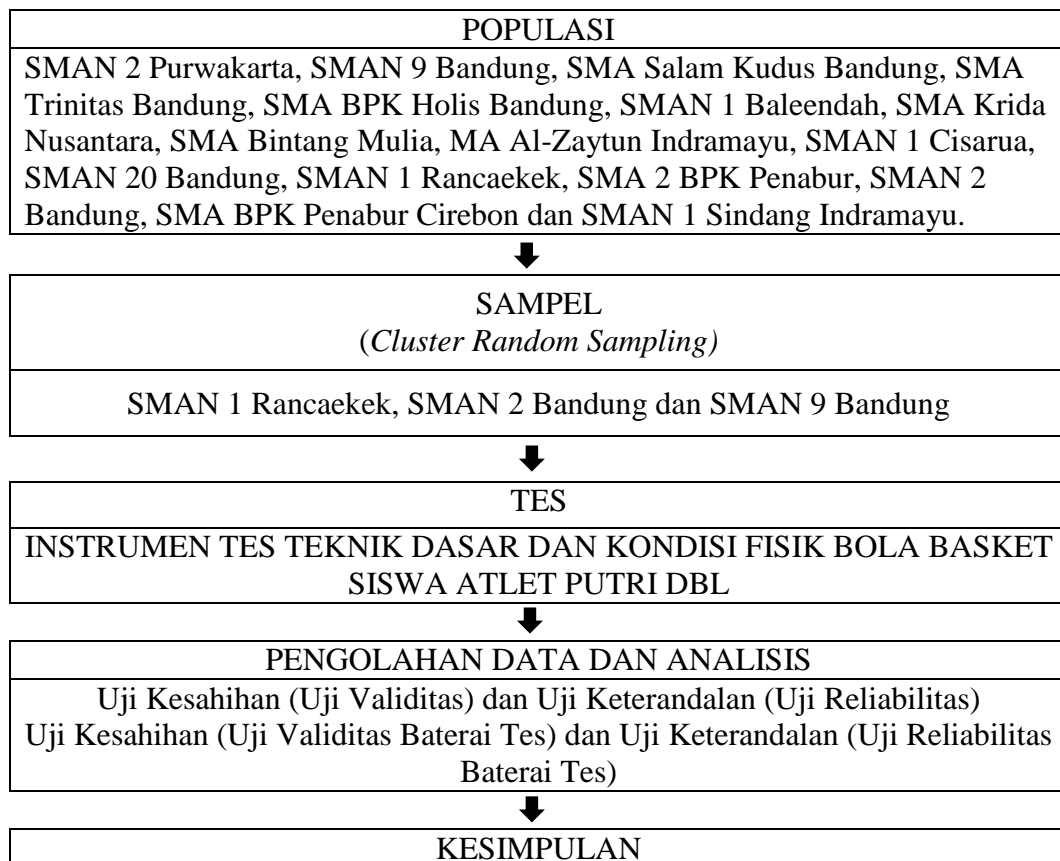 POPULASI
SMAN 2 Purwakarta, SMAN 9 Bandung, SMA Salam Kudus Bandung, SMA
Trinitas Bandung, SMA BPK Holis Bandung, SMAN 1 Baleendah, SMA Krida
Nusantara, SMA Bintang Mulia, MA Al-Zaytun Indramayu, SMAN 1 Cisarua,
SMAN 20 Bandung, SMAN 1 Rancaekek, SMA 2 BPK Penabur, SMAN 2
Bandung, SMA BPK Penabur Cirebon dan SMAN 1 Sindang Indramayu.
SAMPEL
(Cluster Random Sampling)
SMAN 1 Rancaekek, SMAN 2 Bandung dan SMAN 9 Bandung
TES
INSTRUMEN TES TEKNIK DASAR DAN KONDISI FISIK BOLA BASKET
SISWA ATLET PUTRI DBL
PENGOLAHAN DATA DAN ANALISIS
Uji Kesahihan (Uji Validitas) dan Uji Keterandalan (Uji Reliabilitas)
Uji Kesahihan (Uji Validitas Baterai Tes) dan Uji Keterandalan (Uji Reliabilitas
Baterai Tes)
KESIMPULAN